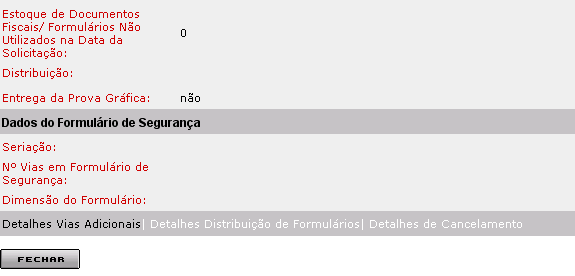 Estoque de Documentos
Fiscais/ Formulários Não
Utilizados na Data da
Solicitação:
0
Distribuição:
Entrega da Prova Gráfica: não
Dados do Formulário de Segurança
Seriação:
Nº Vias em Formulário de
Segurança:
Dimensão do Formulário:
Detalhes Vias Adicionais| Detalhes Distribuição de Formulários| Detalhes de Cancelamento
FECHAR